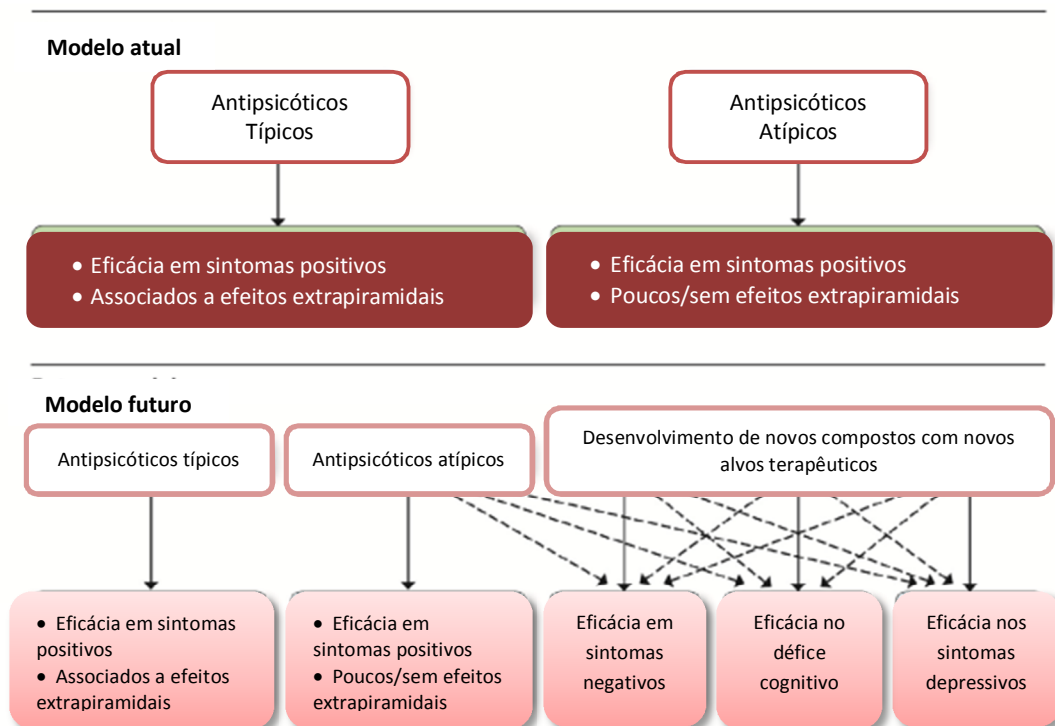 Modelo atual
Antipsicóticos
Típicos
Antipsicóticos
Atípicos
• Eficácia em sintomas positivos
• Associados a efeitos extrapiramidais
• Eficácia em sintomas positivos
• Poucos/sem efeitos extrapiramidais
Modelo futuro
Antipsicóticos típicos
Antipsicóticos atípicos
Desenvolvimento de novos compostos com novos
alvos terapêuticos
• Eficácia em sintomas
positivos
• Associados a efeitos
extrapiramidais
• Eficácia em
sintomas positivos
• Poucos/sem efeitos
extrapiramidais
Eficácia em
sintomas
negativos
Eficácia no
défice
cognitivo
Eficácia nos
sintomas
depressivos